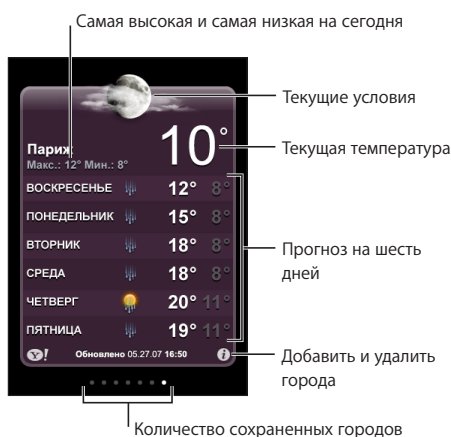 Самая высокая и самая низкая на сегодня
Текущие условия
10°
Текущая температура
Париж
Макс.: 12° Мин.: 8°
ВОСКРЕСЕНЬЕ 12° 8°
ПОНЕДЕЛЬНИК 15° 8°
ВТОРНИК 18° 8°
Прогноз на шесть
дней
СРЕДА 18° 8°
ЧЕТВЕРГ 20° 11°
ПЯТНИЦА 19° 11°
Y! Обновлено 05.27.07 16:50 i
Добавить и удалить
города
Количество сохраненных городов